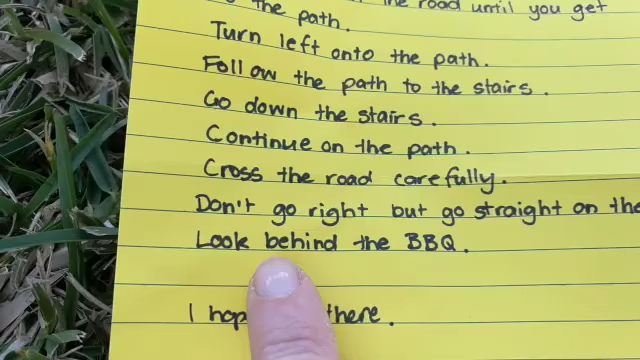 the path. the road until you get
Turn left onto the path.
Follow the path to the stairs.
Go down the stairs.
Continue on the path.
Cross the road carefully.
Don't go right but go straight on the
Look behind the BBQ.
I hop there.